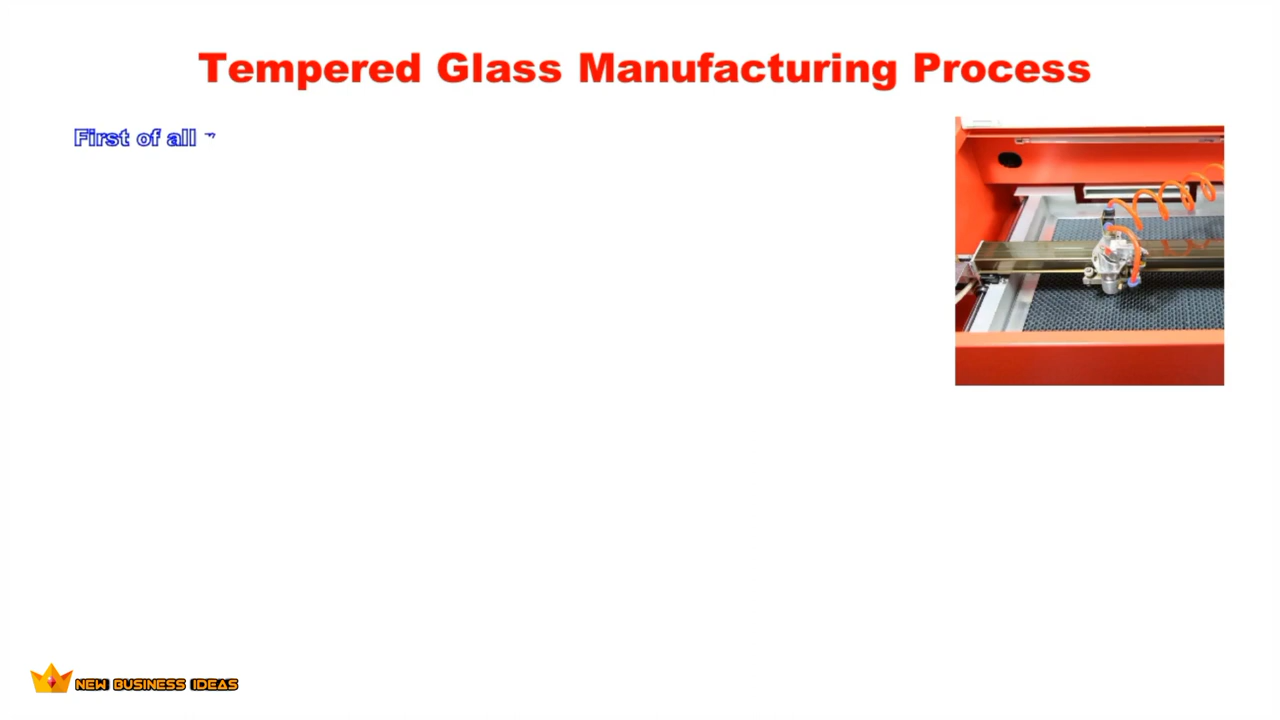 Tempered Glass Manufacturing Process
First of all
NEW BUSINESS IDEAS